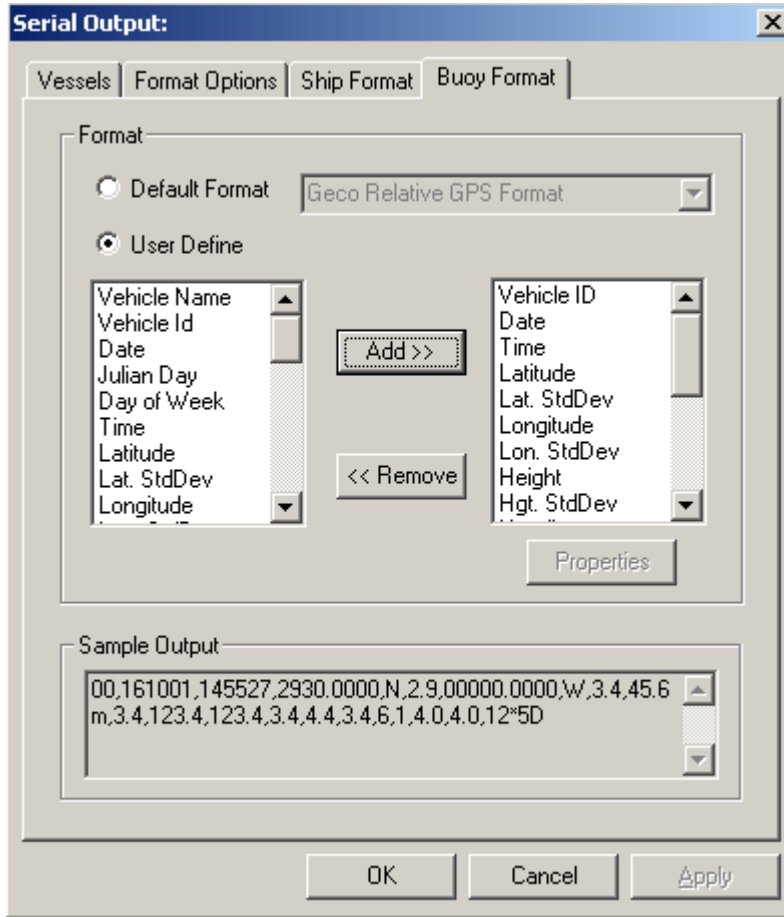 Serial Output:
Vessels
Format Options
Ship Format
Buoy Format
Format
Default Format
Geco Relative GPS Format
User Define
Vehicle Name
Vehicle Id
Date
Julian Day
Day of Week
Time
Latitude
Lat. StdDev
Longitude
Add >>
<< Remove
Vehicle ID
Date
Time
Latitude
Lat. StdDev
Longitude
Lon. StdDev
Height
Hgt. StdDev
Properties
Sample Output
00,161001,145527,2930.0000,N,2.9,00000.0000,W,3.4,45.6
m,3.4,123.4,123.4,3.4,4.4,3.4,6,1,4.0,4.0,12*5D
OK
Cancel
Apply